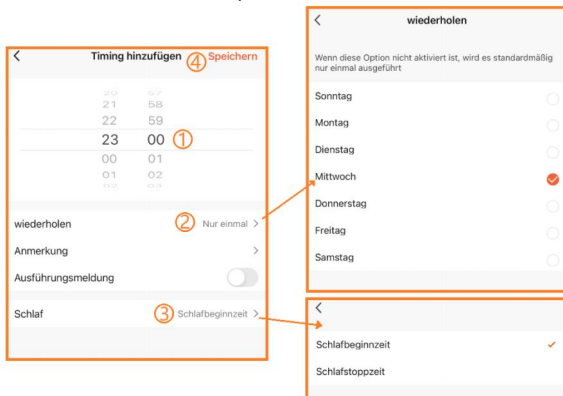 Timing hinzufügen
④ Speichern
21 58
22 59
23 00 ①
00 01
01 02
wiederholen ② Nur einmal >
Anmerkung >
Ausführungsmeldung
Schlaf ③ Schlafbeginnzeit >
wiederholen
Wenn diese Option nicht aktiviert ist, wird es standardmäßig
nur einmal ausgeführt
Sonntag
Montag
Dienstag
Mittwoch
Donnerstag
Freitag
Samstag
Schlafbeginnzeit
Schlafstoppzeit